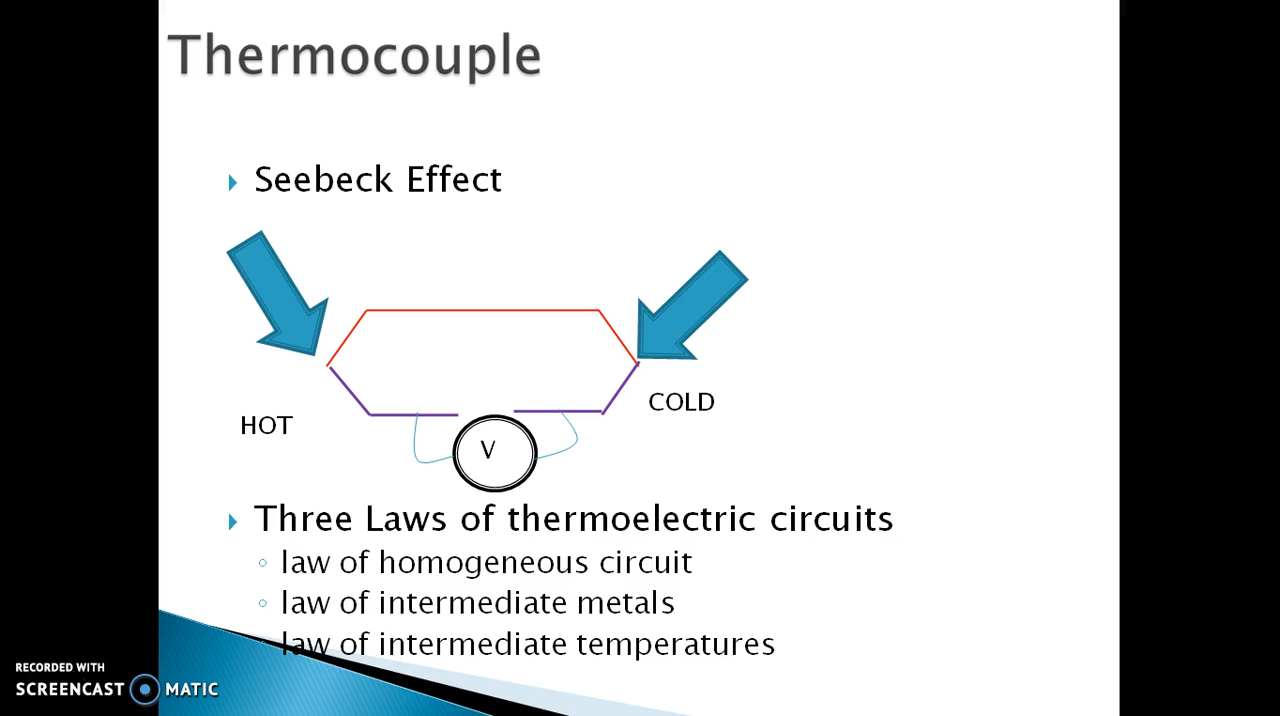 Thermocouple
Seebeck Effect
HOT
COLD
V
Three Laws of thermoelectric circuits
law of homogeneous circuit
law of intermediate metals
law of intermediate temperatures
RECORDED WITH
SCREENCAST MATIC